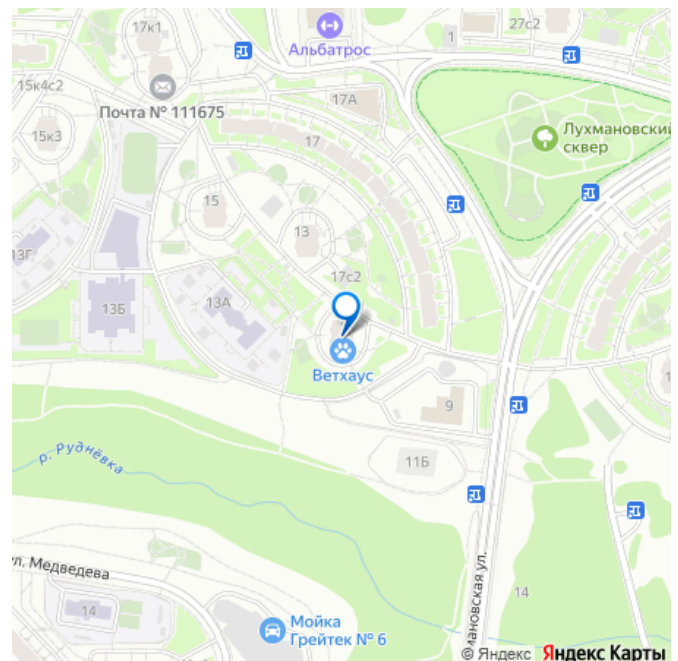 17к1
Альбатрос
27с2
1
15к4с2
17А
Почта № 111675
15к3
17
Лухмановский
сквер
15
13
13Г
17с2
13А
13Б
Ветхаус
9
11Б
р. Руднёвка
ул. Медведева
14
14
мановская ул.
Мойка
Грейтек № 6
© Яндекс Яндекс Карты